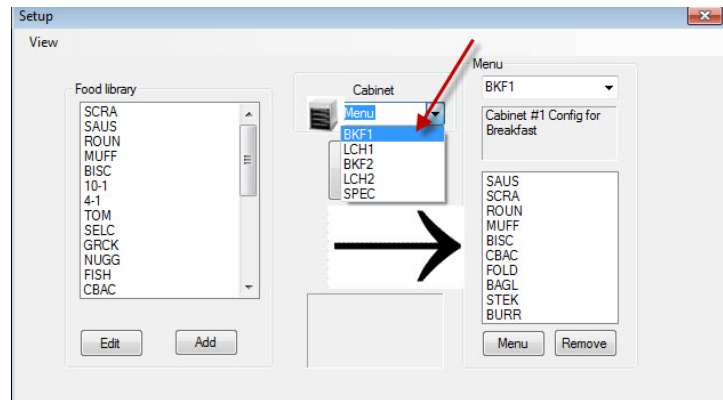 Setup
View
Food library
SCRA
SAUS
ROUN
MUFF
BISC
10-1
4-1
TOM
SELC
GRCK
NUGG
FISH
CBAC
Edit
Add
Cabinet
Menu
BKF1
LCH1
BKF2
LCH2
SPEC
Menu
BKF1
Cabinet #1 Config for
Breakfast
SAUS
SCRA
ROUN
MUFF
BISC
CBAC
FOLD
BAGL
STEK
BURR
Menu
Remove